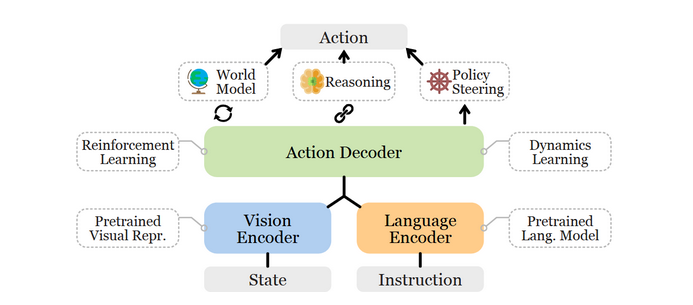 Action
World
Model
Reasoning
Policy
Steering
Reinforcement
Learning
Action Decoder
Dynamics
Learning
Pretrained
Visual Repr.
Vision
Encoder
Language
Encoder
Pretrained
Lang. Model
State
Instruction